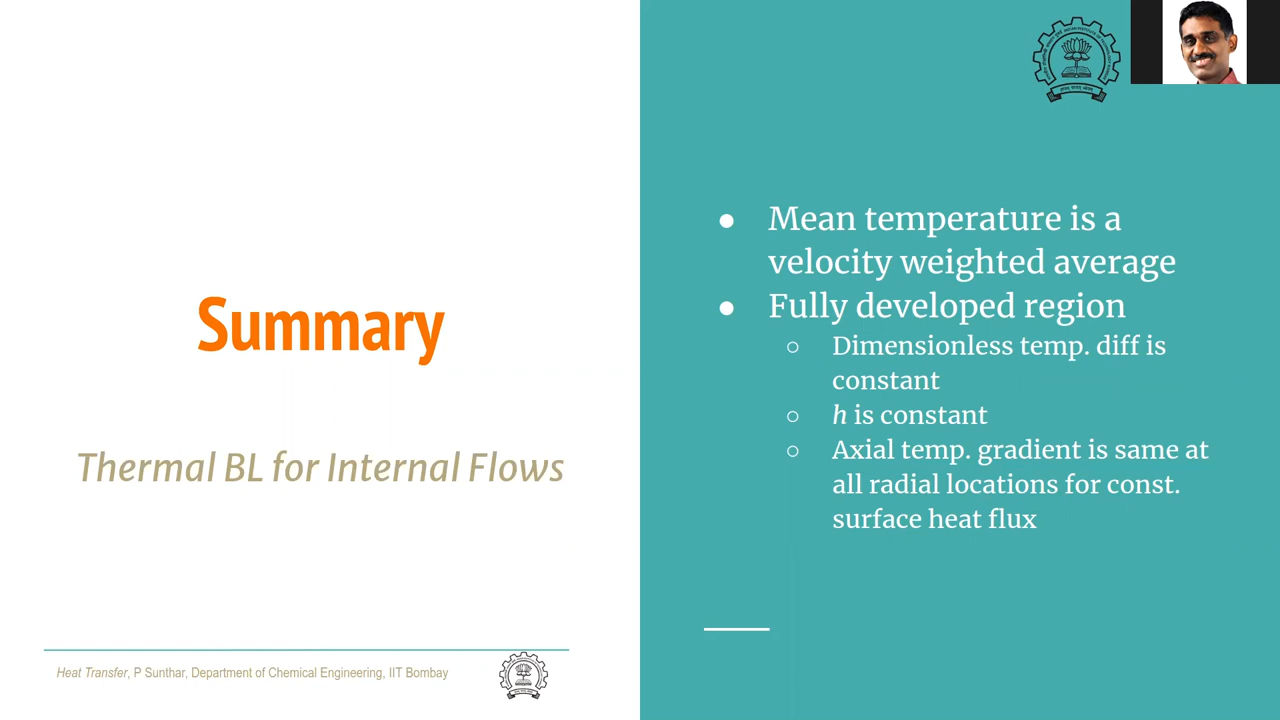 Summary
Thermal BL for Internal Flows
Heat Transfer, P Sunthar, Department of Chemical Engineering, IIT Bombay
● Mean temperature is a
velocity weighted average
● Fully developed region
○ Dimensionless temp. diff is
constant
○ h is constant
○ Axial temp. gradient is same at
all radial locations for const.
surface heat flux